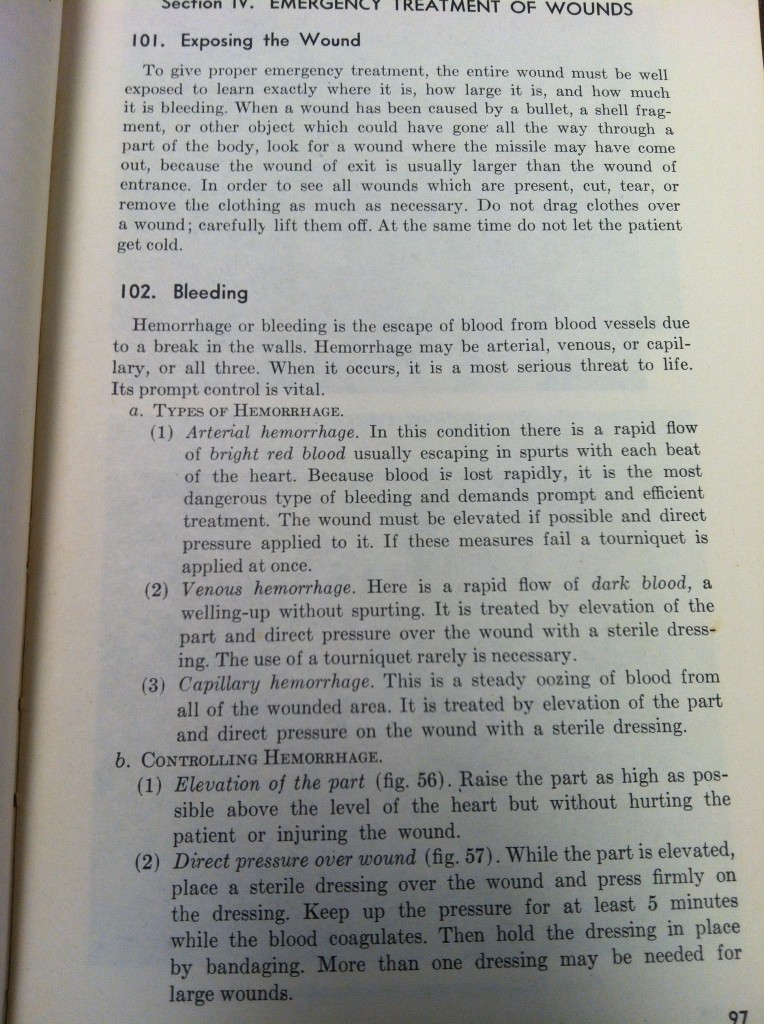 Section IV. EMERGENCY TREATMENT OF WOUNDS
101. Exposing the Wound
To give proper emergency treatment, the entire wound must be well
exposed to learn exactly where it is, how large it is, and how much
it is bleeding. When a wound has been caused by a bullet, a shell frag-
ment, or other object which could have gone all the way through a
part of the body, look for a wound where the missile may have come
out, because the wound of exit is usually larger than the wound of
entrance. In order to see all wounds which are present, cut, tear, or
remove the clothing as much as necessary. Do not drag clothes over
a wound; carefully lift them off. At the same time do not let the patient
get cold.
102. Bleeding
Hemorrhage or bleeding is the escape of blood from blood vessels due
to a break in the walls. Hemorrhage may be arterial, venous, or capil-
lary, or all three. When it occurs, it is a most serious threat to life.
Its prompt control is vital.
a. TYPES OF HEMORRHAGE.
(1) Arterial hemorrhage. In this condition there is a rapid flow
of bright red blood usually escaping in spurts with each beat
of the heart. Because blood is lost rapidly, it is the most
dangerous type of bleeding and demands prompt and efficient
treatment. The wound must be elevated if possible and direct
pressure applied to it. If these measures fail a tourniquet is
applied at once.
(2) Venous hemorrhage. Here is a rapid flow of dark blood, a
welling-up without spurting. It is treated by elevation of the
part and direct pressure over the wound with a sterile dress-
ing. The use of a tourniquet rarely is necessary.
(3) Capillary hemorrhage. This is a steady oozing of blood from
all of the wounded area. It is treated by elevation of the part
and direct pressure on the wound with a sterile dressing.
b. CONTROLLING HEMORRHAGE.
(1) Elevation of the part (fig. 56). Raise the part as high as pos-
sible above the level of the heart but without hurting the
patient or injuring the wound.
(2) Direct pressure over wound (fig. 57). While the part is elevated,
place a sterile dressing over the wound and press firmly on
the dressing. Keep up the pressure for at least 5 minutes
while the blood coagulates. Then hold the dressing in place
by bandaging. More than one dressing may be needed for
large wounds.
97